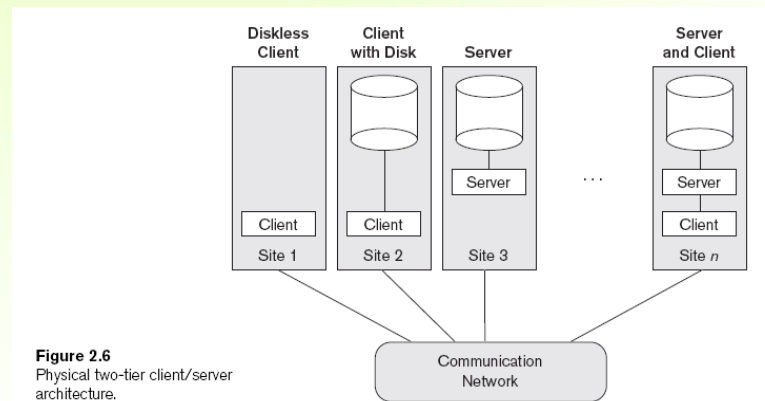 Diskless
Client
Client
with Disk
Server
Server
and Client
Server
...
Server
Client
Client
Client
Site 1
Site 2
Site 3
Site n
Communication
Network
Figure 2.6
Physical two-tier client/server
architecture.